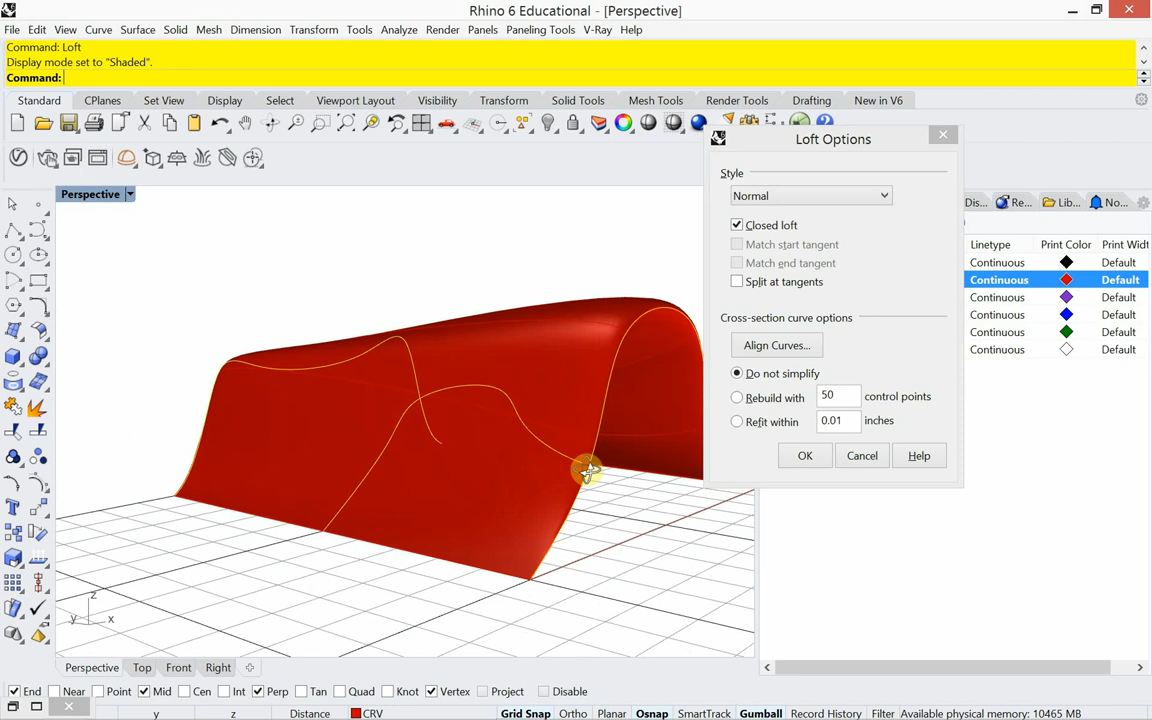 Rhino 6 Educational - [Perspective]
File Edit View Curve Surface Solid Mesh Dimension Transform Tools Analyze Render Panels Paneling Tools V-Ray Help
Command: Loft
Display mode set to "Shaded".
Command:
Standard CPlanes Set View Display Select Viewport Layout Visibility Transform Solid Tools Mesh Tools Render Tools Drafting New in V6
Loft Options
Perspective
Style
Normal
Dis... Re... Lib... No...
Closed loft
Match start tangent
Match end tangent
Split at tangents
Linetype Print Color Print Widt
Continuous Default
Continuous Default
Continuous Default
Continuous Default
Continuous Default
Continuous Default
Cross-section curve options
Align Curves...
Do not simplify
Rebuild with 50 control points
Refit within 0.01 inches
OK Cancel Help
z
y x
Perspective Top Front Right
End Near Point Mid Cen Int Perp Tan Quad Knot Vertex Project Disable
y z Distance CRV Grid Snap Ortho Planar Osnap SmartTrack Gumball Record History Filter Available physical memory: 10465 MB